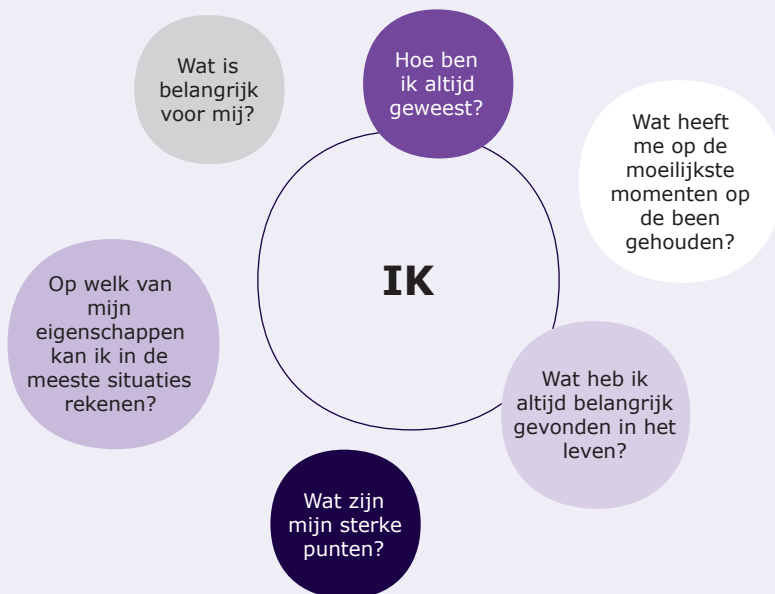 Wat is
belangrijk
voor mij?
Hoe ben
ik altijd
geweest?
Wat heeft
me op de
moeilijkste
momenten op
de been
gehouden?
IK
Op welk van
mijn
eigenschappen
kan ik in de
meeste situaties
rekenen?
Wat heb ik
altijd belangrijk
gevonden in het
leven?
Wat zijn
mijn sterke
punten?